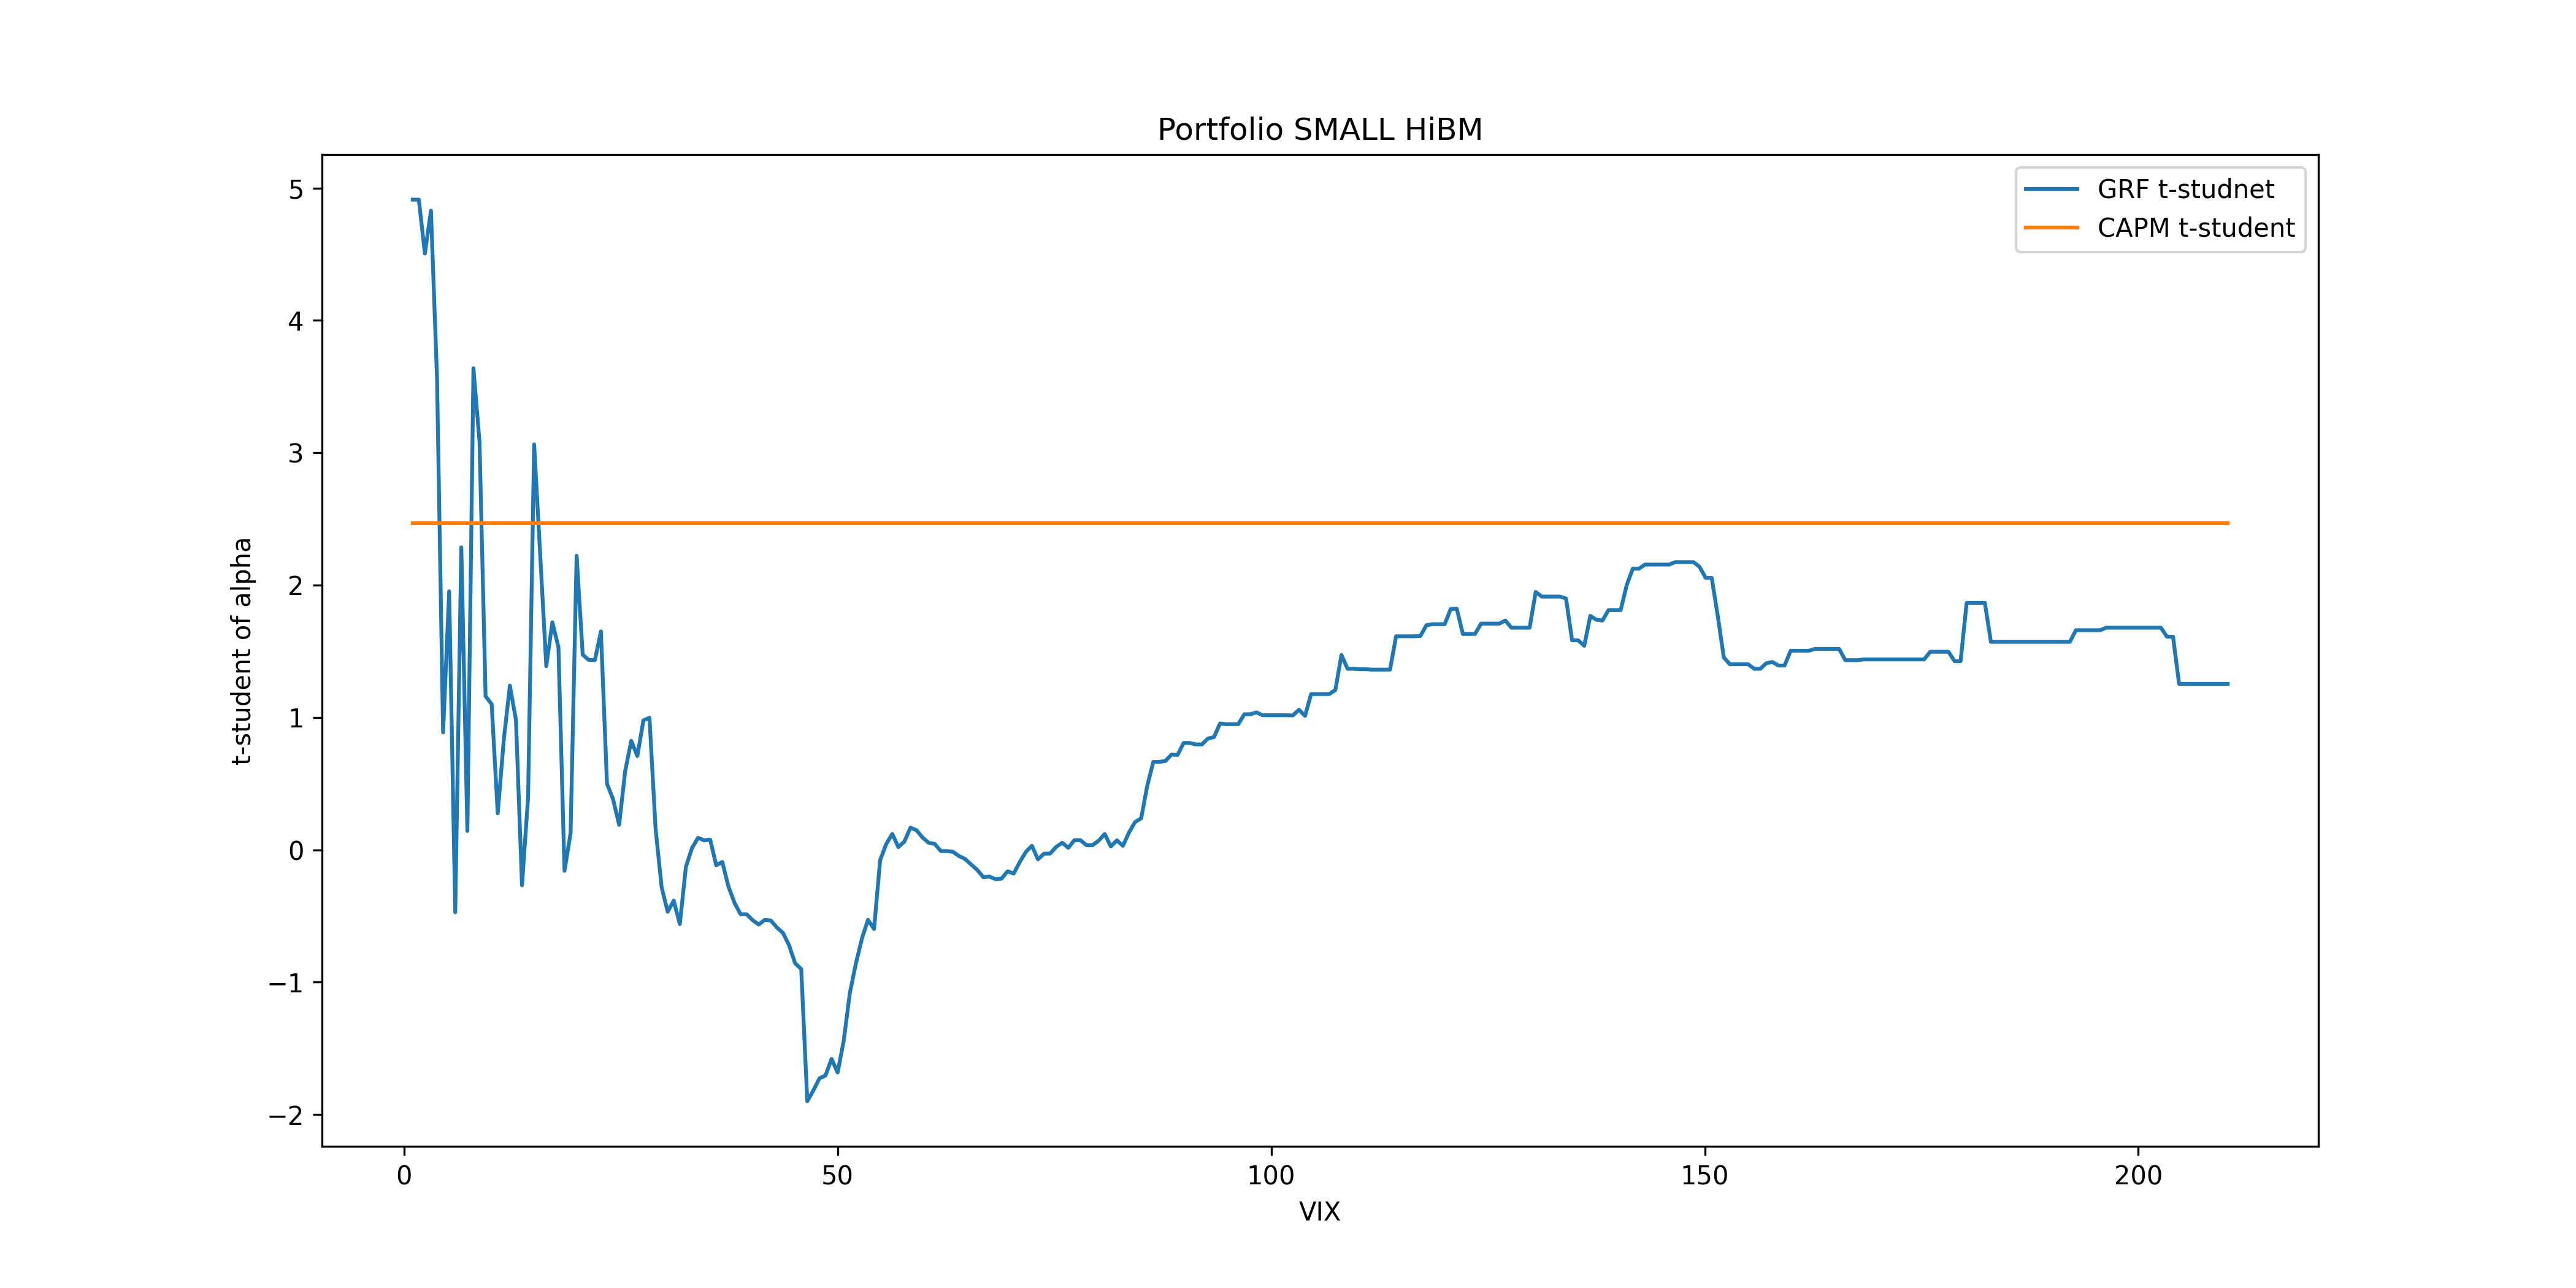 Portfolio SMALL HiBM
GRF t-studnet
CAPM t-student
t-student of alpha
5
4
3
2
1
0
−1
−2
0
50
100
150
200
VIX